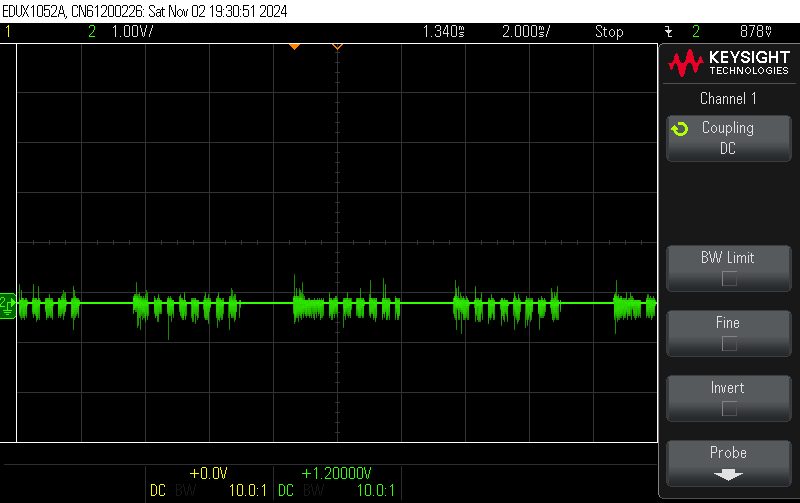 EDUX1052A, CN61200226: Sat Nov 02 19:30:51 2024
1 2 1.00V/ 1.340s 2.000s/ Stop 2 878mV
KEYSIGHT
TECHNOLOGIES
Channel 1
Coupling
DC
BW Limit
2
Fine
Invert
Probe
+0.0V +1.20000V
DC BW 10.0:1 DC BW 10.0:1